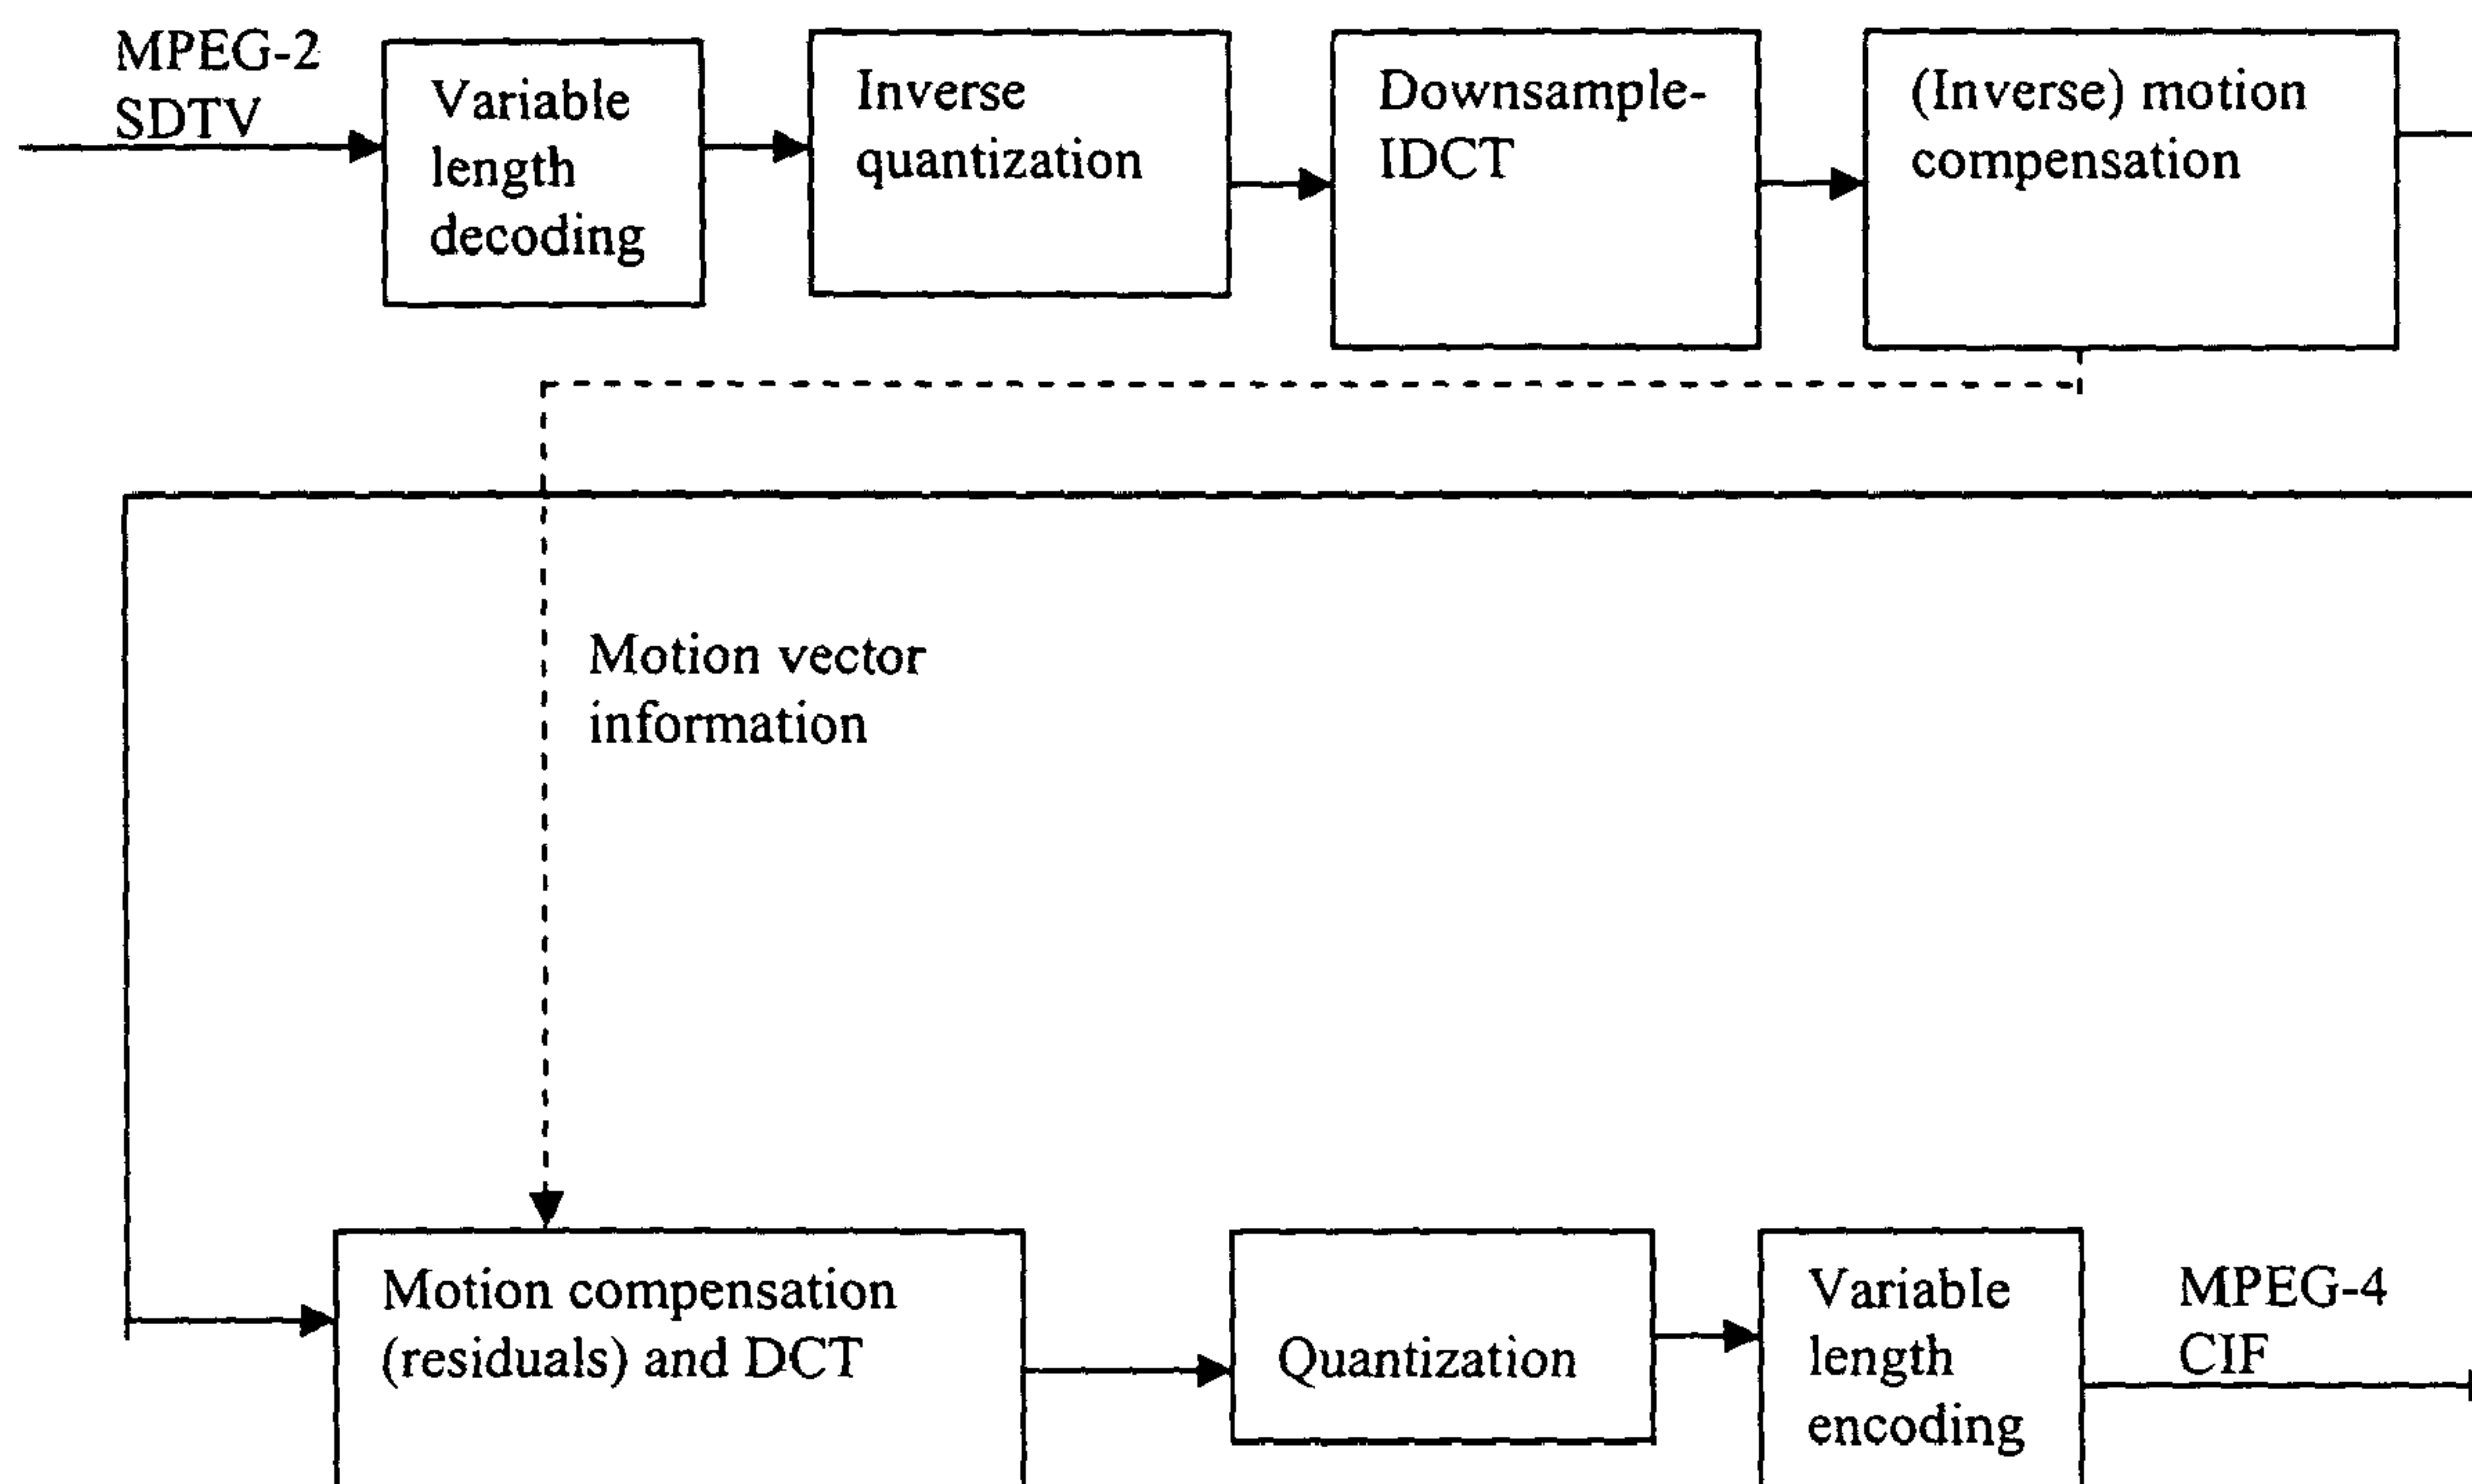 MPEG-2
SDTV
Variable
length
decoding
Inverse
quantization
Downsample-
IDCT
(Inverse) motion
compensation
Motion vector
information
Motion compensation
(residuals) and DCT
Quantization
Variable
length
encoding
MPEG-4
CIF